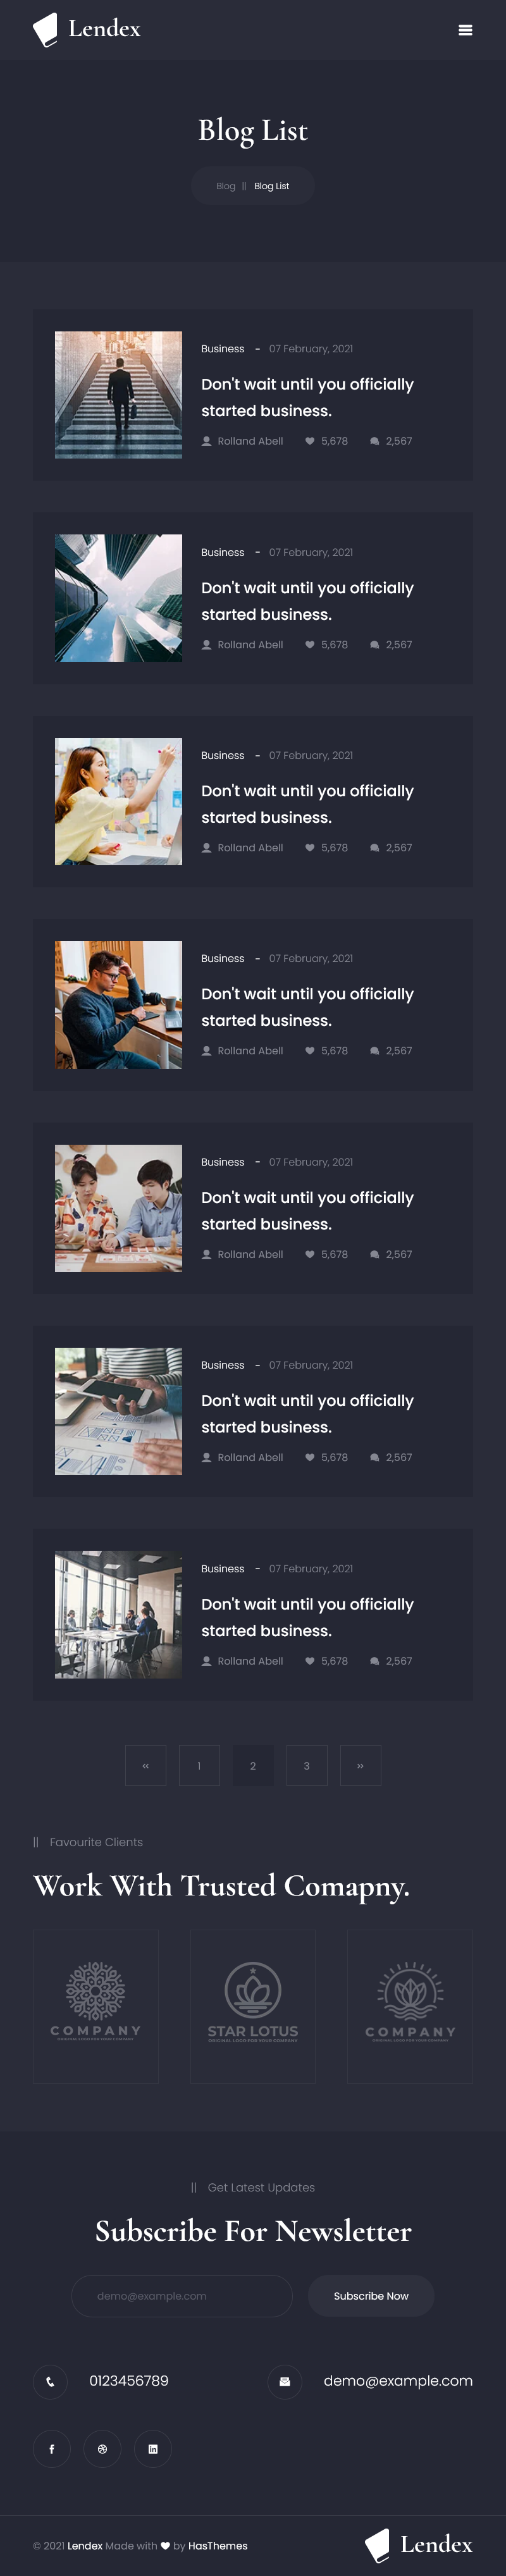 Lendex
Blog List
Blog || Blog List
Business - 07 February, 2021
Don't wait until you officially
started business.
Rolland Abell 5,678 2,567
Business - 07 February, 2021
Don't wait until you officially
started business.
Rolland Abell 5,678 2,567
Business - 07 February, 2021
Don't wait until you officially
started business.
Rolland Abell 5,678 2,567
Business - 07 February, 2021
Don't wait until you officially
started business.
Rolland Abell 5,678 2,567
Business - 07 February, 2021
Don't wait until you officially
started business.
Rolland Abell 5,678 2,567
Business - 07 February, 2021
Don't wait until you officially
started business.
Rolland Abell 5,678 2,567
Business - 07 February, 2021
Don't wait until you officially
started business.
Rolland Abell 5,678 2,567
« 1 2 3 »
|| Favourite Clients
Work With Trusted Comapny.
COMPANY STAR LOTUS COMPANY
ORIGINAL LOGO FOR YOUR COMPANY ORIGINAL LOGO FOR YOUR COMPANY ORIGINAL LOGO FOR YOUR COMPANY
|| Get Latest Updates
Subscribe For Newsletter
demo@example.com Subscribe Now
0123456789 demo@example.com
© 2021 Lendex Made with ♥ by HasThemes Lendex